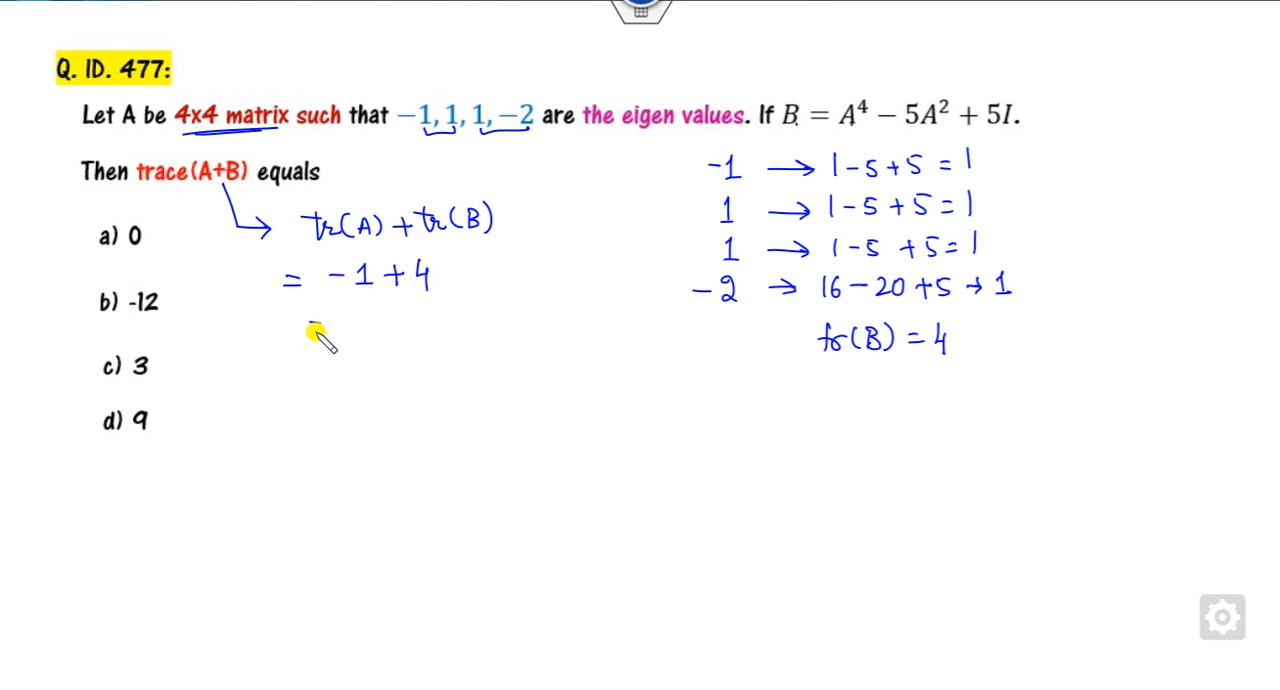 Q. ID. 477:
Let A be 4x4 matrix such that −1, 1, 1, −2 are the eigen values. If B = A⁴ − 5A² + 5I.
Then trace(A+B) equals
a) 0
b) -12
c) 3
d) 9
→ tr(A) + tr(B)
= -1 + 4
-1 → 1 - 5 + 5 = 1
1 → 1 - 5 + 5 = 1
1 → 1 - 5 + 5 = 1
-2 → 16 - 20 + 5 → 1
tr(B) = 4